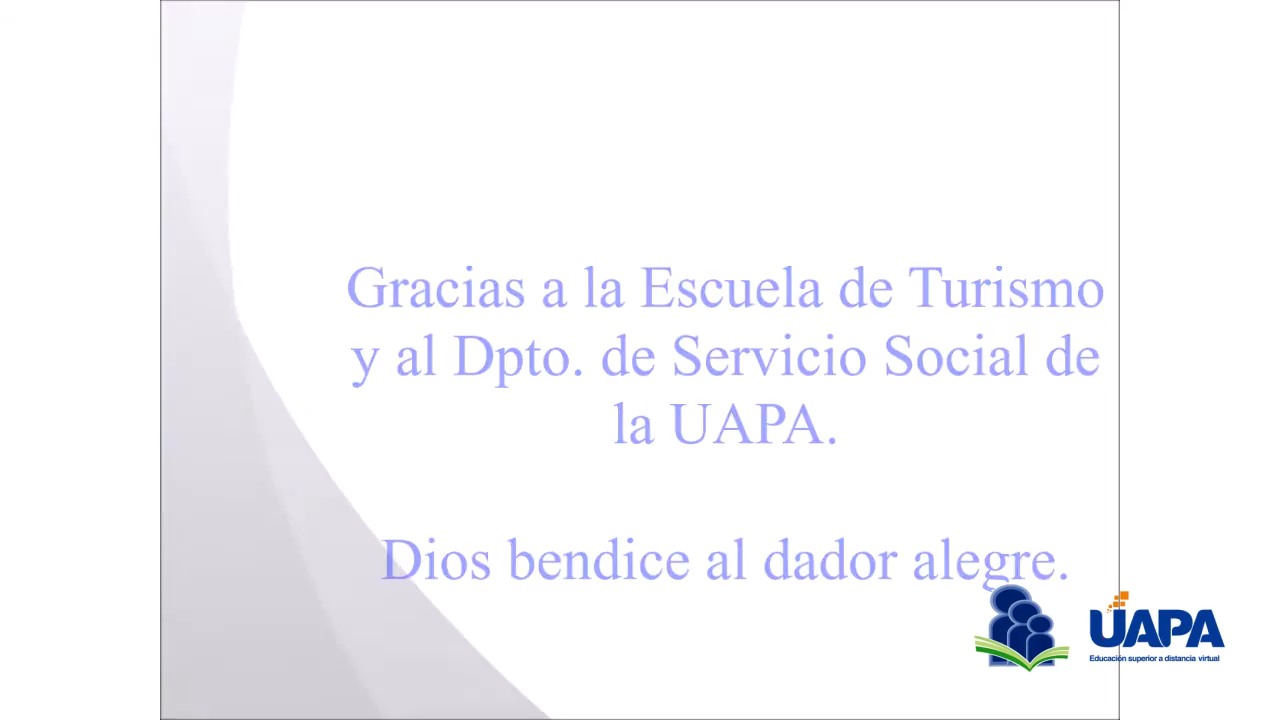 Gracias a la Escuela de Turismo
y al Dpto. de Servicio Social de
la UAPA.
Dios bendice al dador alegre.
UAPA
Educación superior a distancia virtual